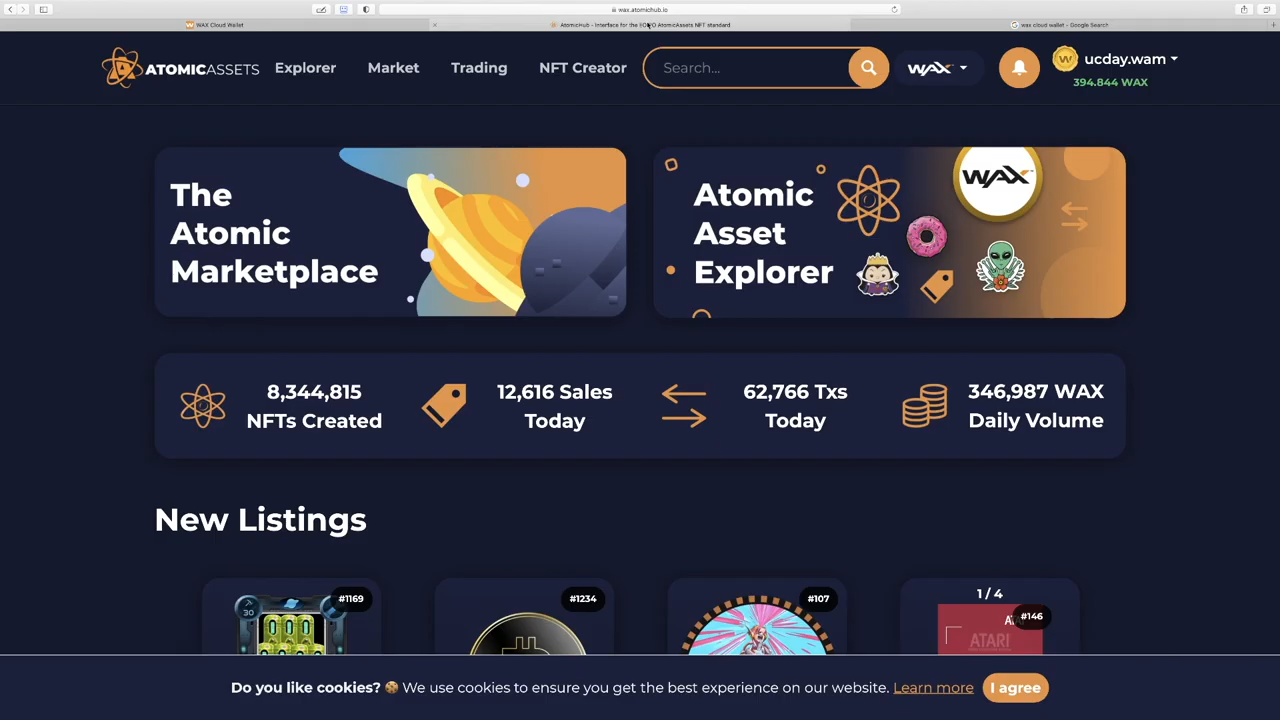 wax.atomichub.io
WAX Cloud Wallet
AtomicHub - Interface for the EOSIO AtomicAssets NFT standard
wax cloud wallet - Google Search
ATOMICASSETS
Explorer
Market
Trading
NFT Creator
Search...
WAX
ucday.wam
394.844 WAX
The
Atomic
Marketplace
Atomic
Asset
Explorer
WAX
8,344,815
NFTs Created
12,616 Sales
Today
62,766 Txs
Today
346,987 WAX
Daily Volume
New Listings
#1169
30
#1234
#107
1 / 4
#146
ATARI
Do you like cookies? 🍪 We use cookies to ensure you get the best experience on our website. Learn more
I agree